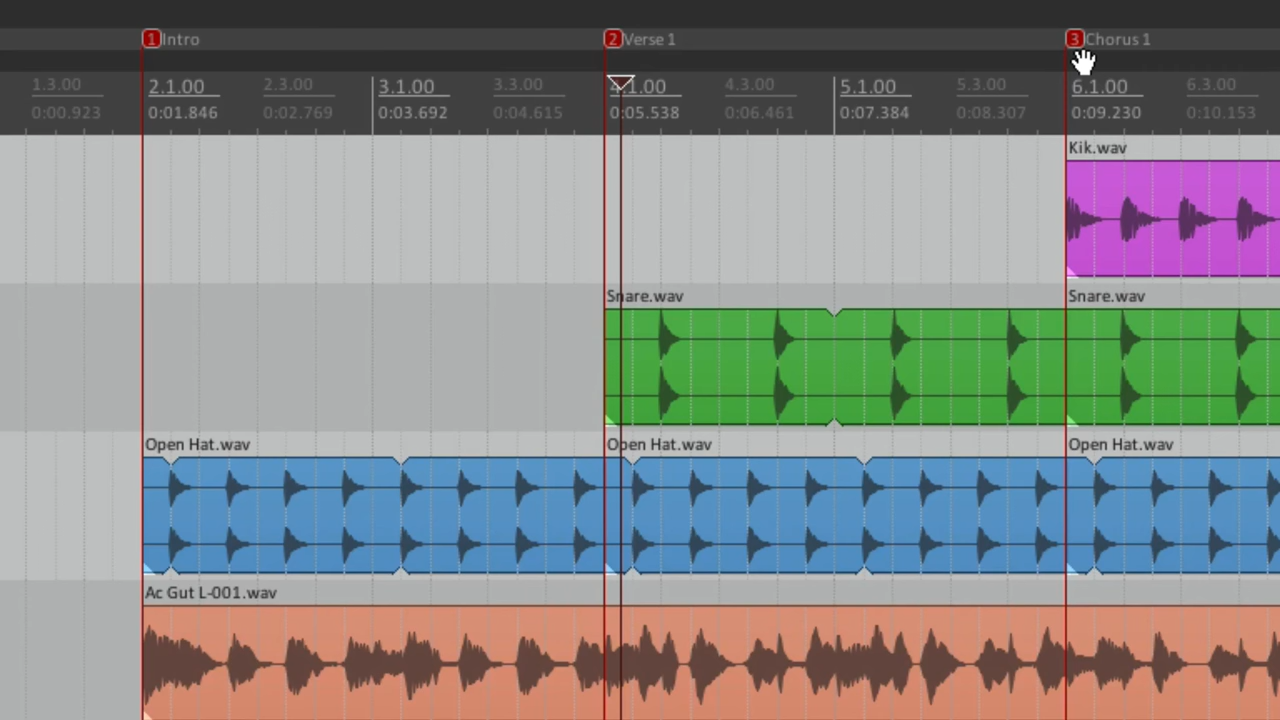 1 Intro 2 Verse 1 3 Chorus 1
1.3.00 2.1.00 2.3.00 3.1.00 3.3.00 4.1.00 4.3.00 5.1.00 5.3.00 6.1.00 6.3.00
0:00.923 0:01.846 0:02.769 0:03.692 0:04.615 0:05.538 0:06.461 0:07.384 0:08.307 0:09.230 0:10.153
Kik.wav
Snare.wav Snare.wav
Open Hat.wav Open Hat.wav Open Hat.wav
Ac Gut L-001.wav